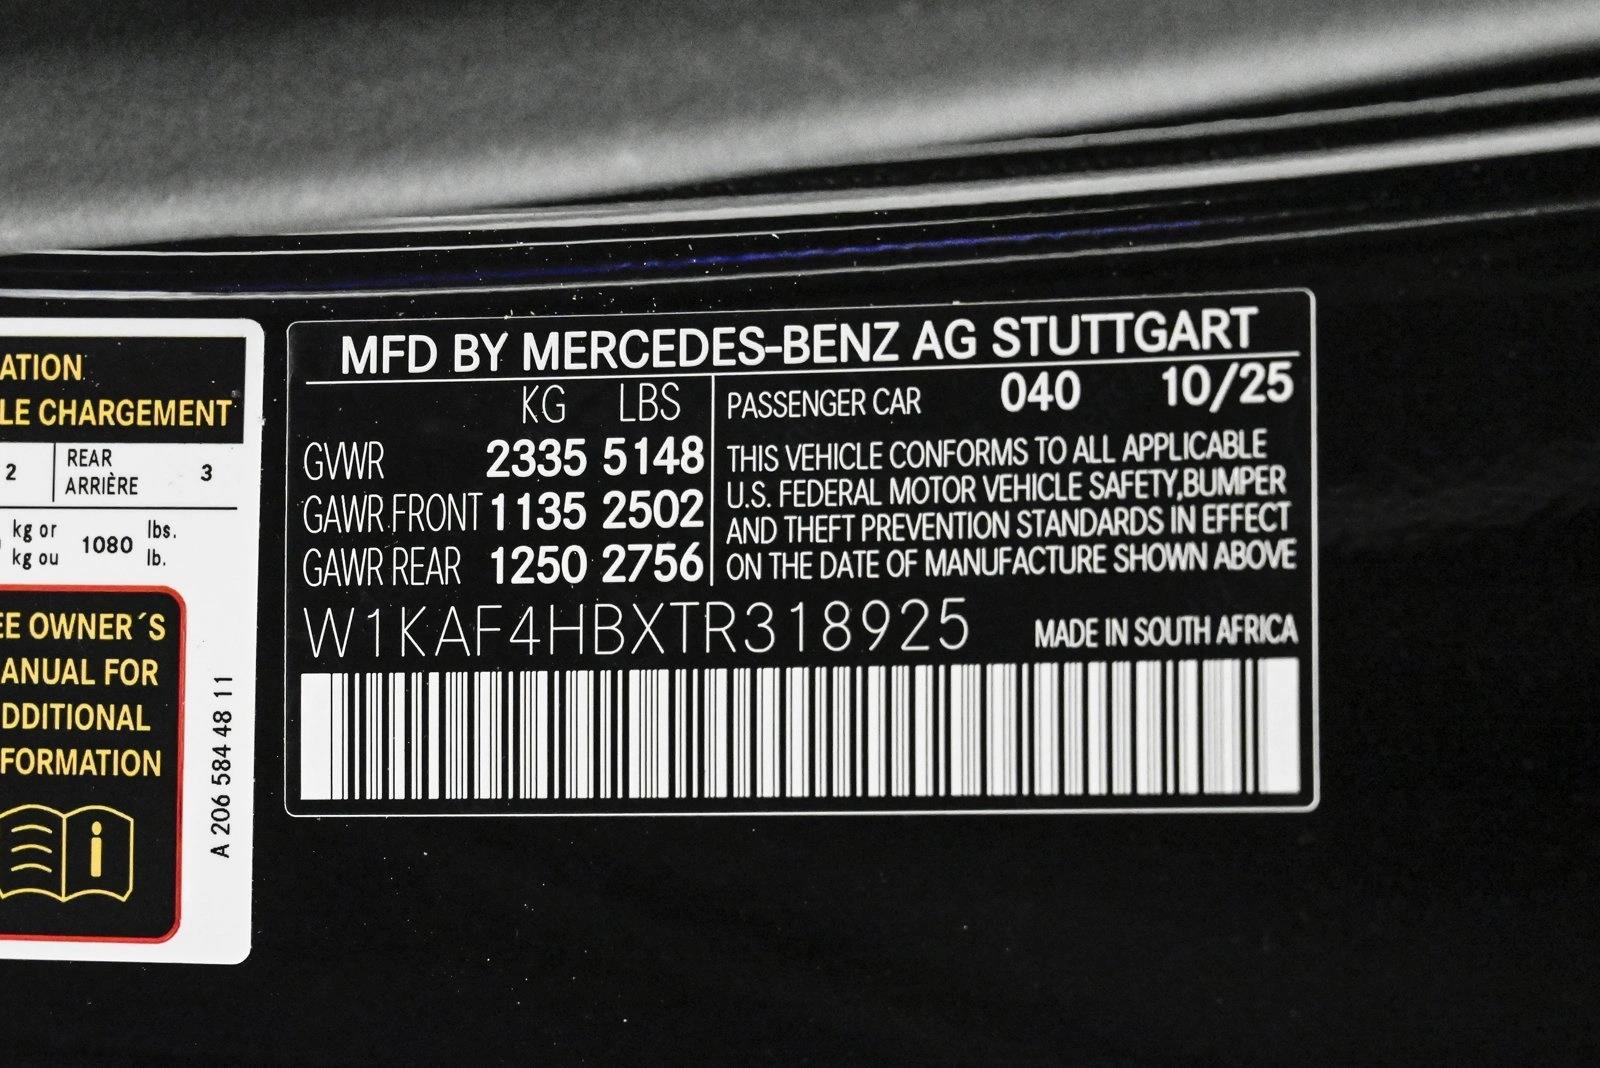 ATION
LE CHARGEMENT
2 REAR ARRIÈRE 3
kg or lbs.
1080
kg ou lb.
EE OWNER´S
ANUAL FOR
DDITIONAL
FORMATION
i
A 206 584 48 11
MFD BY MERCEDES-BENZ AG STUTTGART
KG LBS
GVWR 2335 5148
GAWR FRONT 1135 2502
GAWR REAR 1250 2756
PASSENGER CAR 040 10/25
THIS VEHICLE CONFORMS TO ALL APPLICABLE
U.S. FEDERAL MOTOR VEHICLE SAFETY,BUMPER
AND THEFT PREVENTION STANDARDS IN EFFECT
ON THE DATE OF MANUFACTURE SHOWN ABOVE
W1KAF4HBXTR318925 MADE IN SOUTH AFRICA